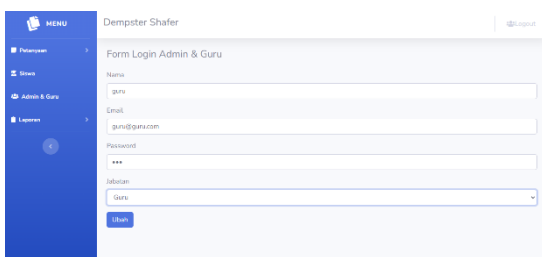 MENU
Pertanyaan
Siswa
Admin & Guru
Laporan
Dempster Shafer
Logout
Form Login Admin & Guru
Nama
guru
Email
guru@guru.com
Password
•••
Jabatan
Guru
Ubah